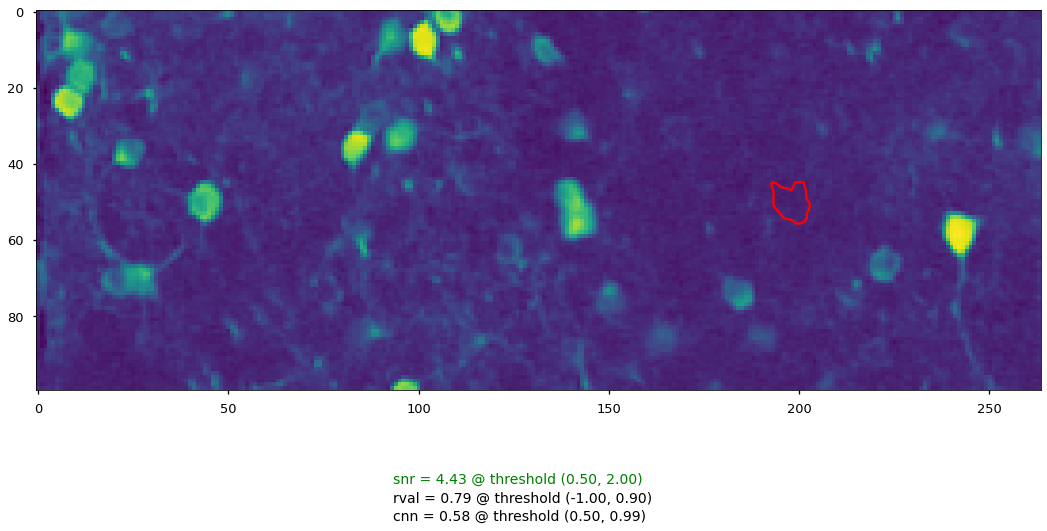 0
20
40
60
80
0 50 100 150 200 250
snr = 4.43 @ threshold (0.50, 2.00)
rval = 0.79 @ threshold (-1.00, 0.90)
cnn = 0.58 @ threshold (0.50, 0.99)